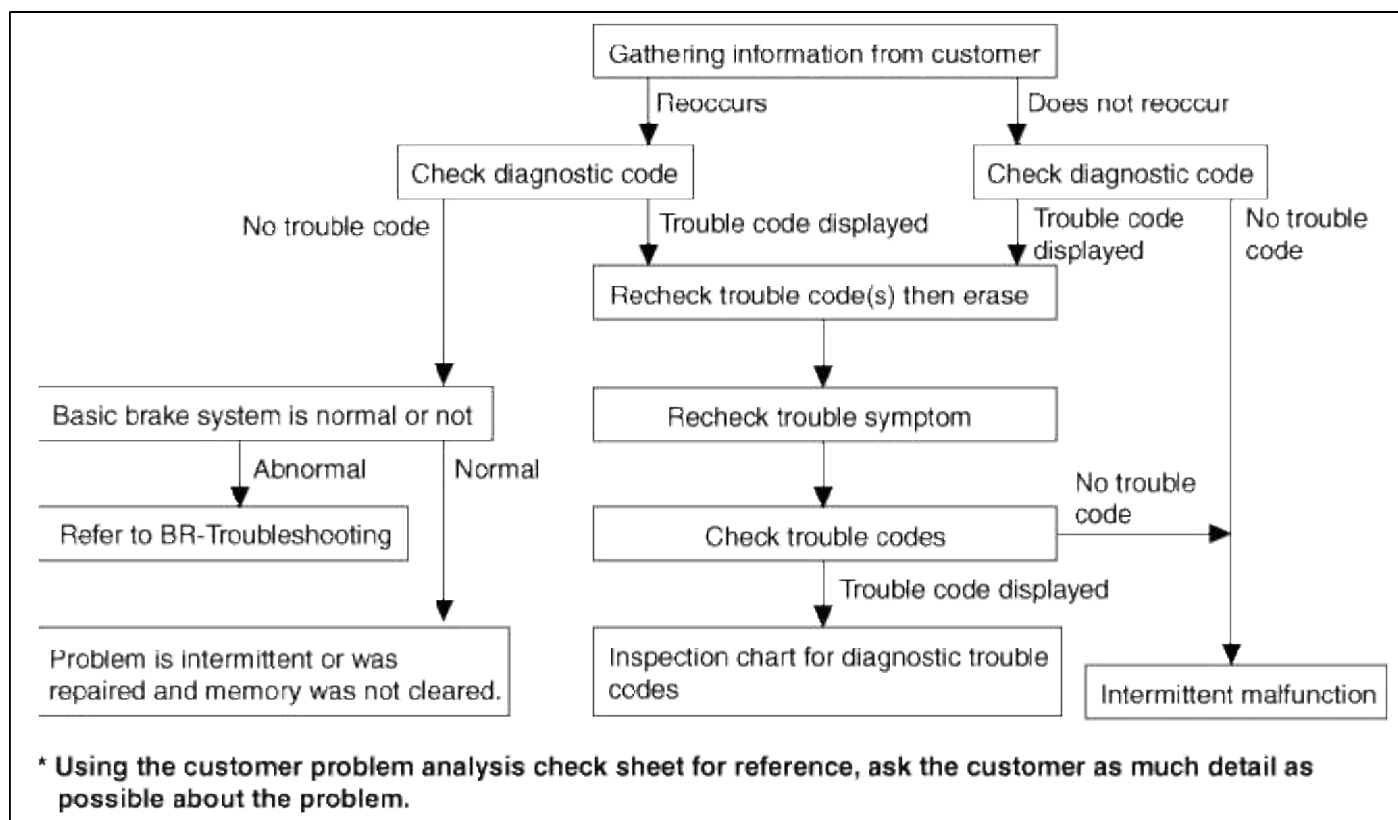 Gathering information from customer
Reoccurs
Does not reoccur
Check diagnostic code
Check diagnostic code
No trouble code
Trouble code displayed
Trouble code
displayed
No trouble
code
Recheck trouble code(s) then erase
Basic brake system is normal or not
Recheck trouble symptom
Abnormal
Normal
No trouble
code
Refer to BR-Troubleshooting
Check trouble codes
Trouble code displayed
Problem is intermittent or was
repaired and memory was not cleared.
Inspection chart for diagnostic trouble
codes
Intermittent malfunction
* Using the customer problem analysis check sheet for reference, ask the customer as much detail as
possible about the problem.